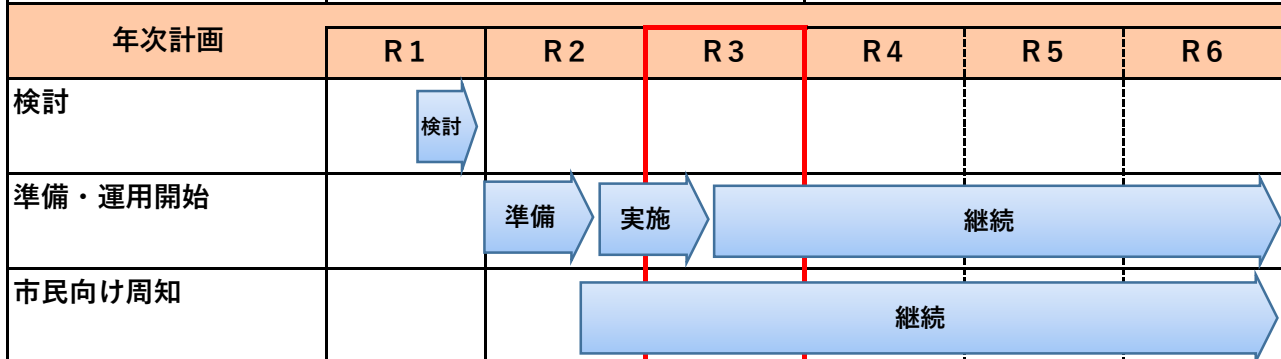 年次計画
R1 R2 R3 R4 R5 R6
検討
検討
準備・運用開始
準備 実施 継続
市民向け周知
継続